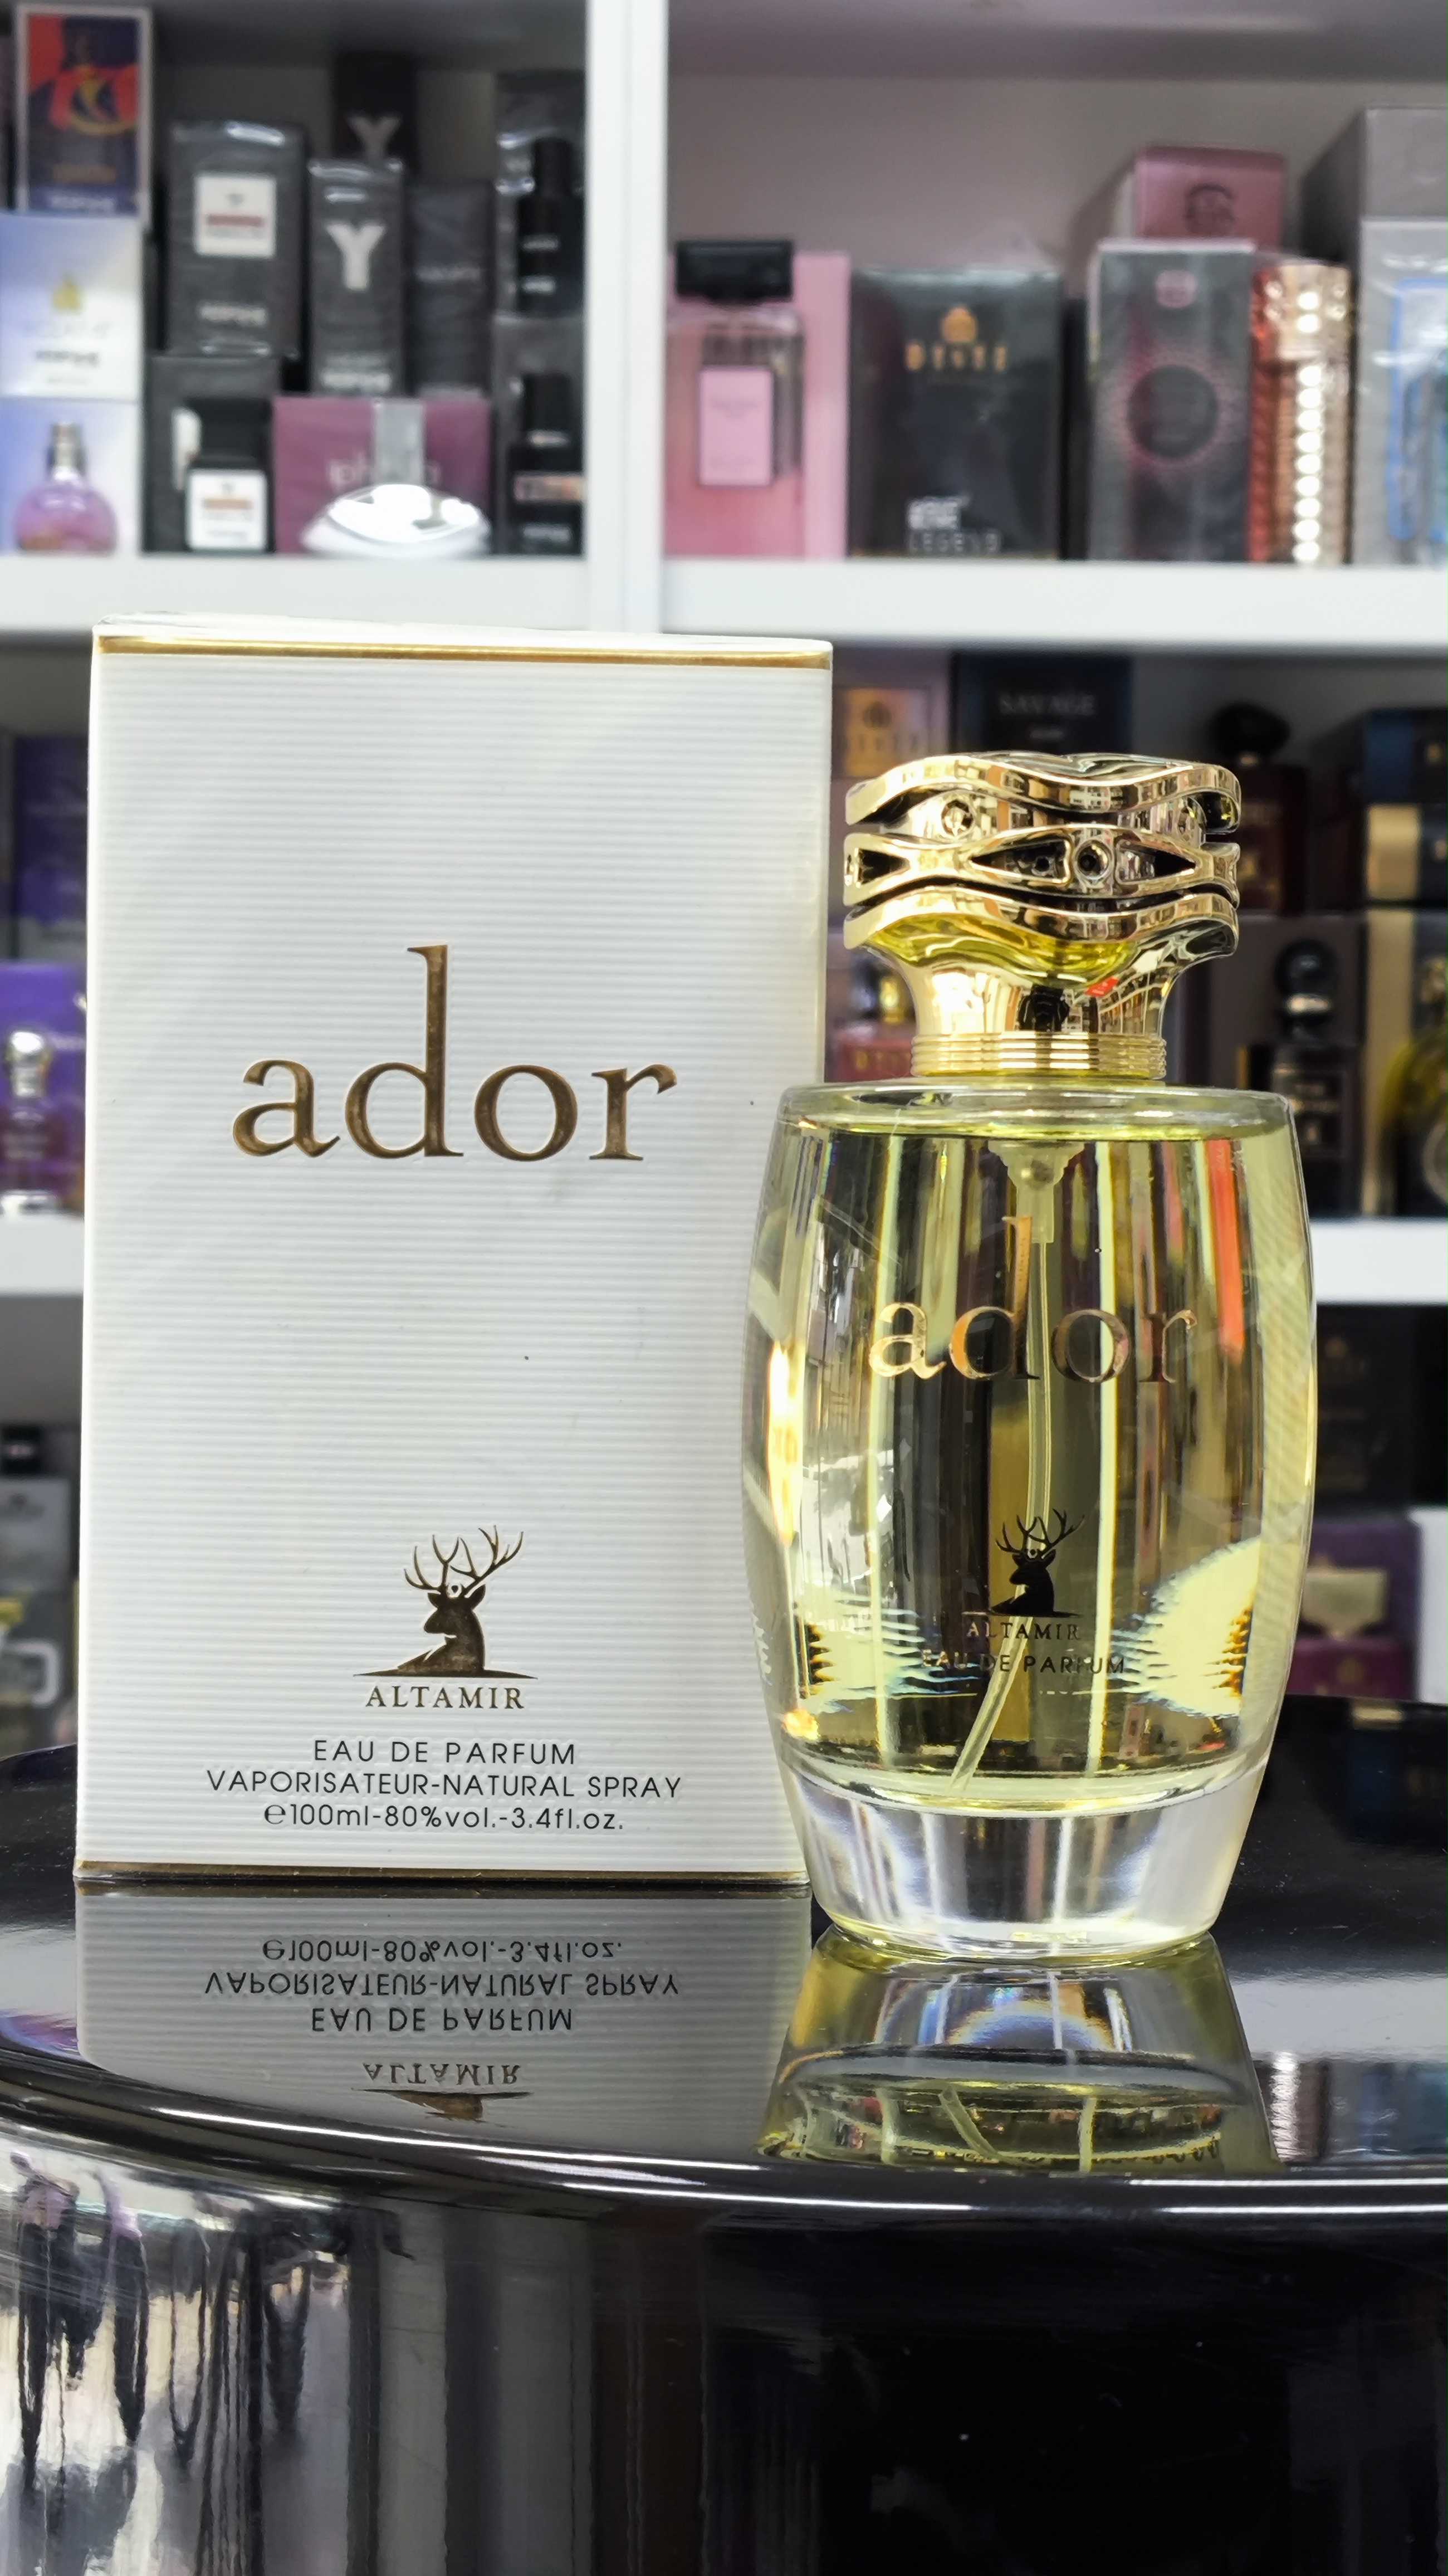 Y
Y
SAVAGE
ador
ALTAMIR
EAU DE PARFUM
VAPORISATEUR-NATURAL SPRAY
℮100ml-80%vol.-3.4fl.oz.
ador
ALTAMIR
EAU DE PARFUM